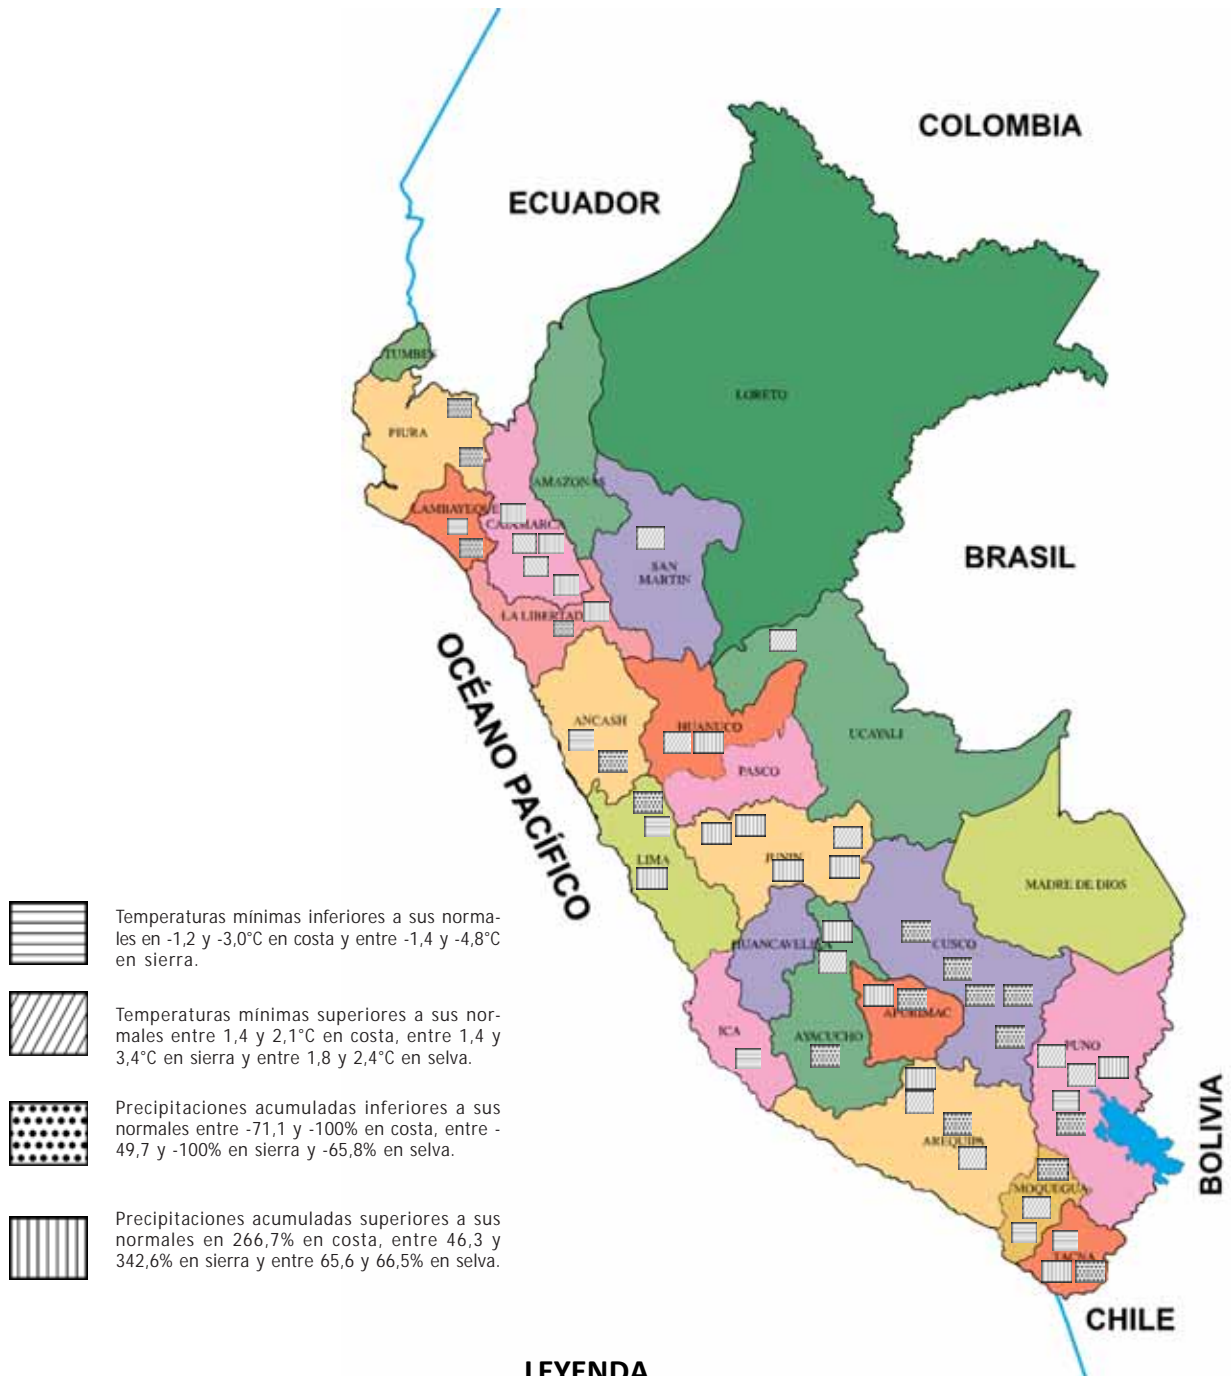 COLOMBIA
ECUADOR
TUMBES
LORETO
PIURA
AMAZONAS
LAMBAYEQUE
CAJAMARCA
BRASIL
SAN
MARTIN
LA LIBERTAD
OCÉANO PACÍFICO
ANCASH
HUANUCO
UCAYALI
PASCO
LIMA
JUNIN
MADRE DE DIOS
HUANCAVELICA
CUSCO
APURIMAC
ICA
AYACUCHO
PUNO
AREQUIPA
BOLIVIA
MOQUEGUA
TACNA
CHILE
Temperaturas mínimas inferiores a sus norma-
les en -1,2 y -3,0°C en costa y entre -1,4 y -4,8°C
en sierra.
Temperaturas mínimas superiores a sus nor-
males entre 1,4 y 2,1°C en costa, entre 1,4 y
3,4°C en sierra y entre 1,8 y 2,4°C en selva.
Precipitaciones acumuladas inferiores a sus
normales entre -71,1 y -100% en costa, entre -
49,7 y -100% en sierra y -65,8% en selva.
Precipitaciones acumuladas superiores a sus
normales en 266,7% en costa, entre 46,3 y
342,6% en sierra y entre 65,6 y 66,5% en selva.
LEYENDA